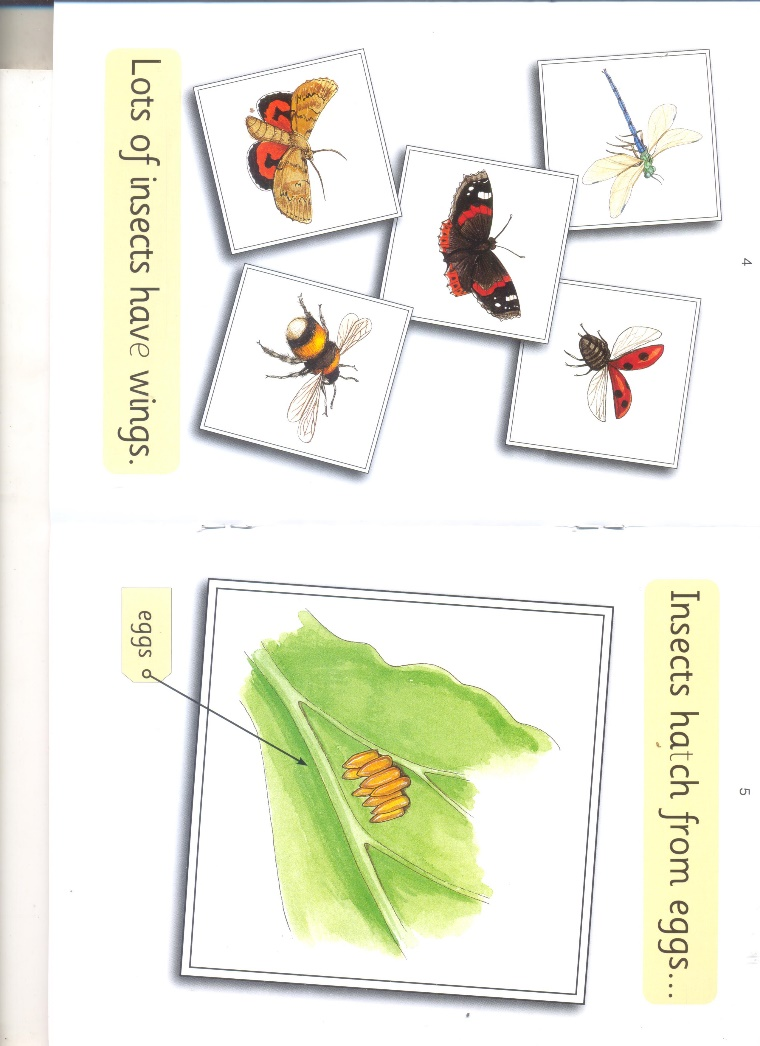 Lots of insects have wings.
4
Insects hatch from eggs...
eggs
5